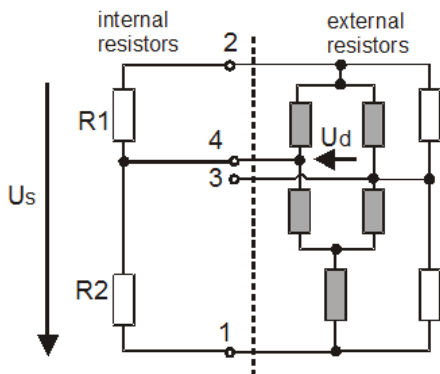 internal
resistors
external
resistors
2
R1
4
Ud
3
Us
R2
1